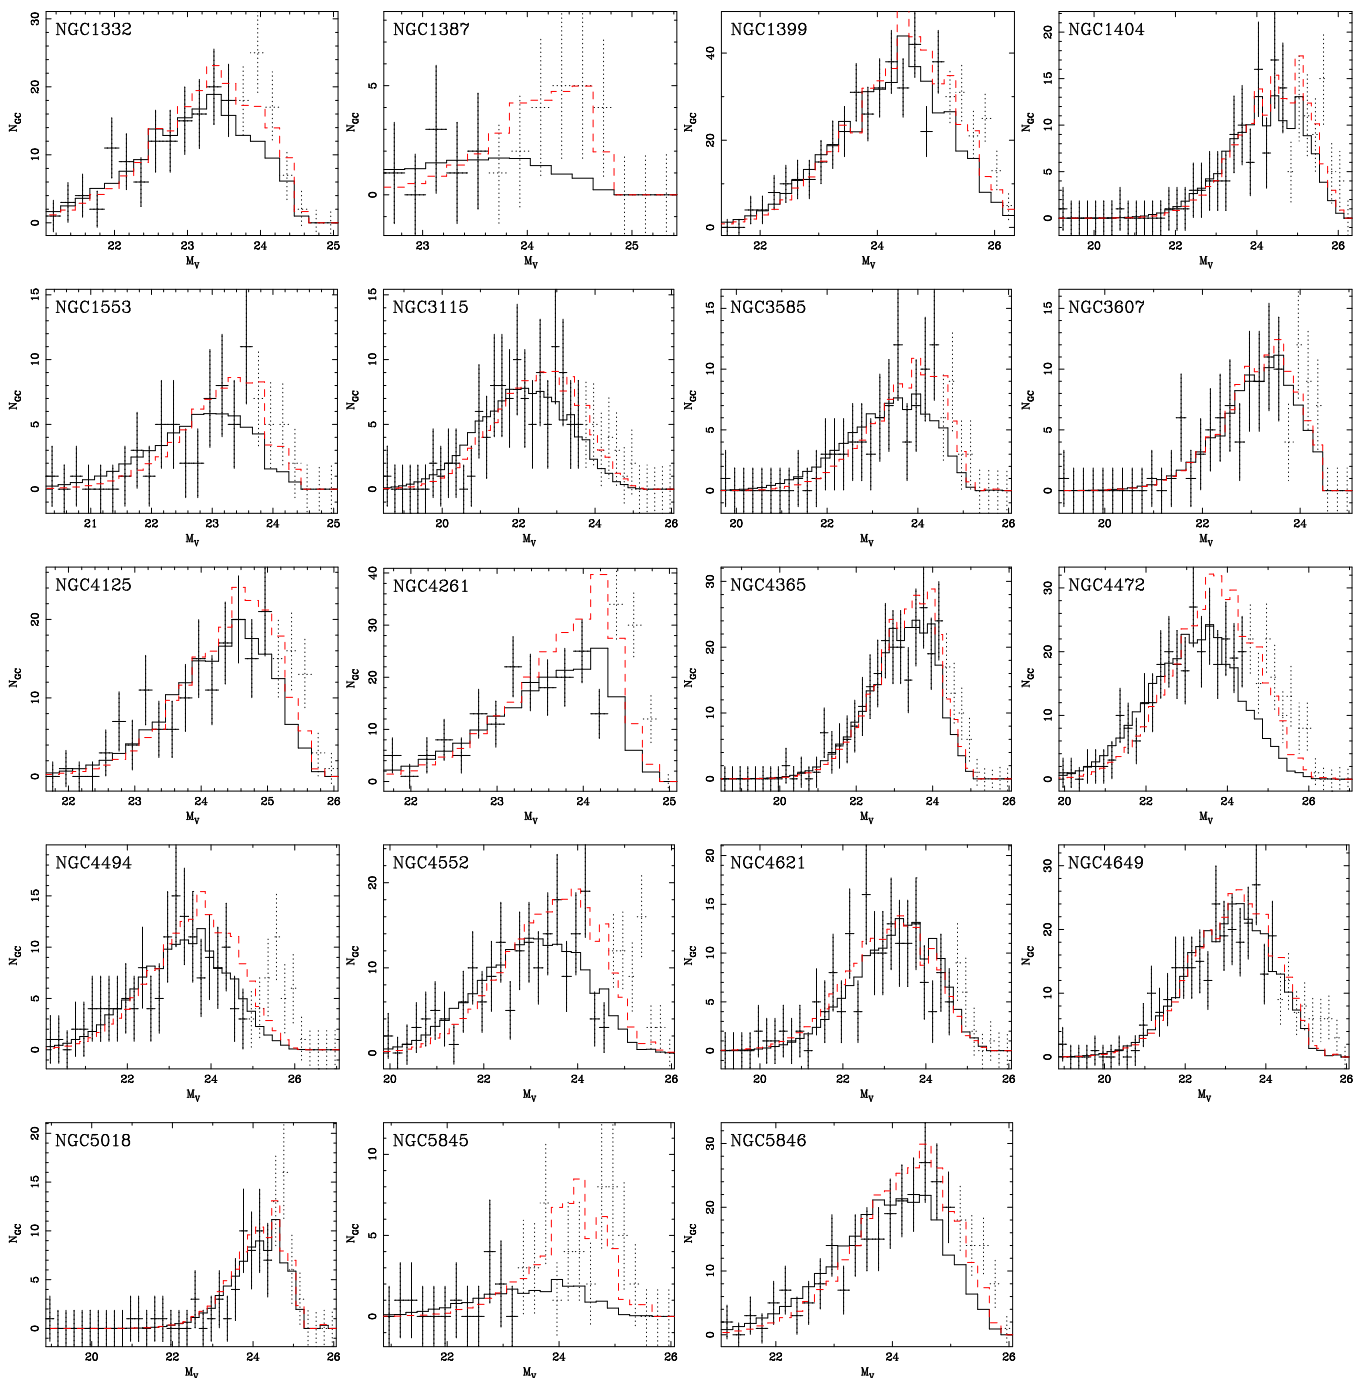 NGC1332
NGC1387
NGC1399
NGC1404
N_GC
0 10 20 30
22 23 24 25
M_V
N_GC
0 5
23 24 25
M_V
N_GC
0 20 40
22 24 26
M_V
N_GC
0 5 10 15 20
20 22 24 26
M_V
NGC1553
NGC3115
NGC3585
NGC3607
N_GC
0 5 10 15
21 22 23 24 25
M_V
N_GC
0 5 10 15
20 22 24 26
M_V
N_GC
0 5 10 15
20 22 24 26
M_V
N_GC
0 5 10 15
20 22 24
M_V
NGC4125
NGC4261
NGC4365
NGC4472
N_GC
0 10 20
22 23 24 25 26
M_V
N_GC
0 10 20 30 40
22 23 24 25
M_V
N_GC
0 10 20 30
20 22 24 26
M_V
N_GC
0 10 20 30
20 22 24 26
M_V
NGC4494
NGC4552
NGC4621
NGC4649
N_GC
0 5 10 15
22 24 26
M_V
N_GC
0 10 20
20 22 24 26
M_V
N_GC
0 5 10 15 20
20 22 24 26
M_V
N_GC
0 10 20 30
20 22 24 26
M_V
NGC5018
NGC5845
NGC5846
N_GC
0 5 10 15 20
20 22 24 26
M_V
N_GC
0 5 10
22 24 26
M_V
N_GC
0 10 20 30
22 24 26
M_V